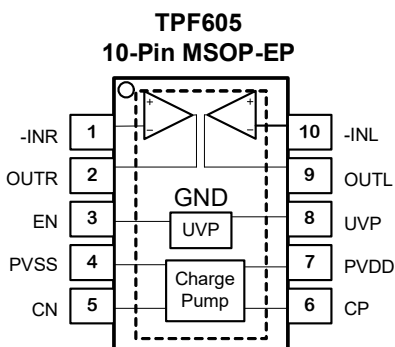 TPF605
10-Pin MSOP-EP
+ +
-INR 1 − − 10 -INL
OUTR 2 9 OUTL
GND
EN 3 UVP 8 UVP
PVSS 4 7 PVDD
Charge
Pump
CN 5 6 CP